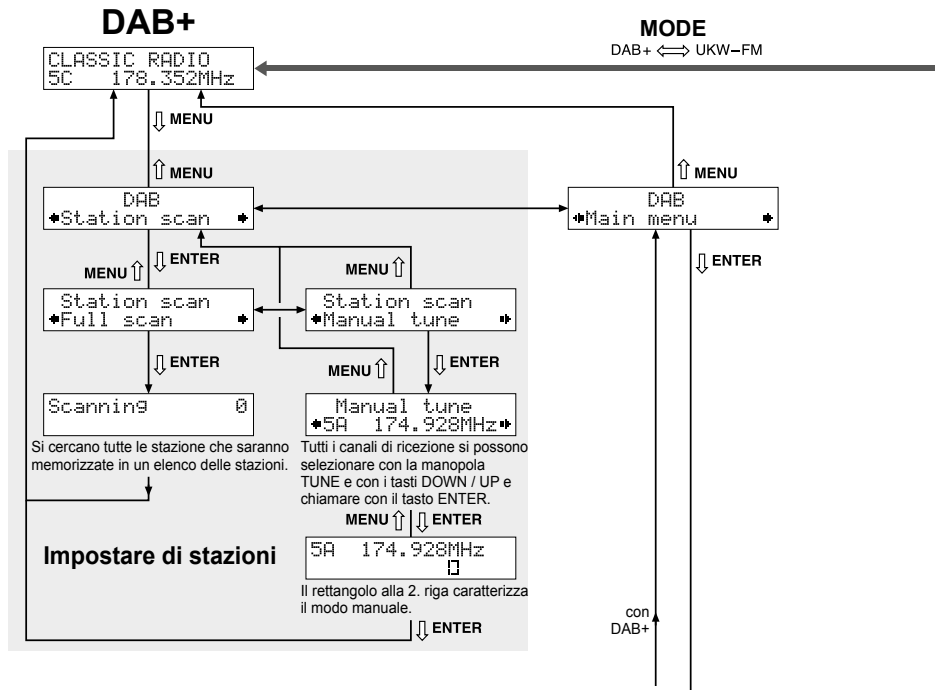 DAB+
MODE
DAB+ ⟺ UKW–FM
CLASSIC RADIO
5C 178.352MHz
MENU
MENU
MENU
DAB
Station scan
DAB
Main menu
ENTER
MENU
MENU
ENTER
Station scan
Full scan
Station scan
Manual tune
ENTER
MENU
ENTER
Scanning 0
Manual tune
5A 174.928MHz
Si cercano tutte le stazione che saranno
memorizzate in un elenco delle stazioni.
Tutti i canali di ricezione si possono
selezionare con la manopola
TUNE e con i tasti DOWN / UP e
chiamare con il tasto ENTER.
MENU ENTER
Impostare di stazioni
5A 174.928MHz
Il rettangolo alla 2. riga caratterizza
il modo manuale.
ENTER
con
DAB+